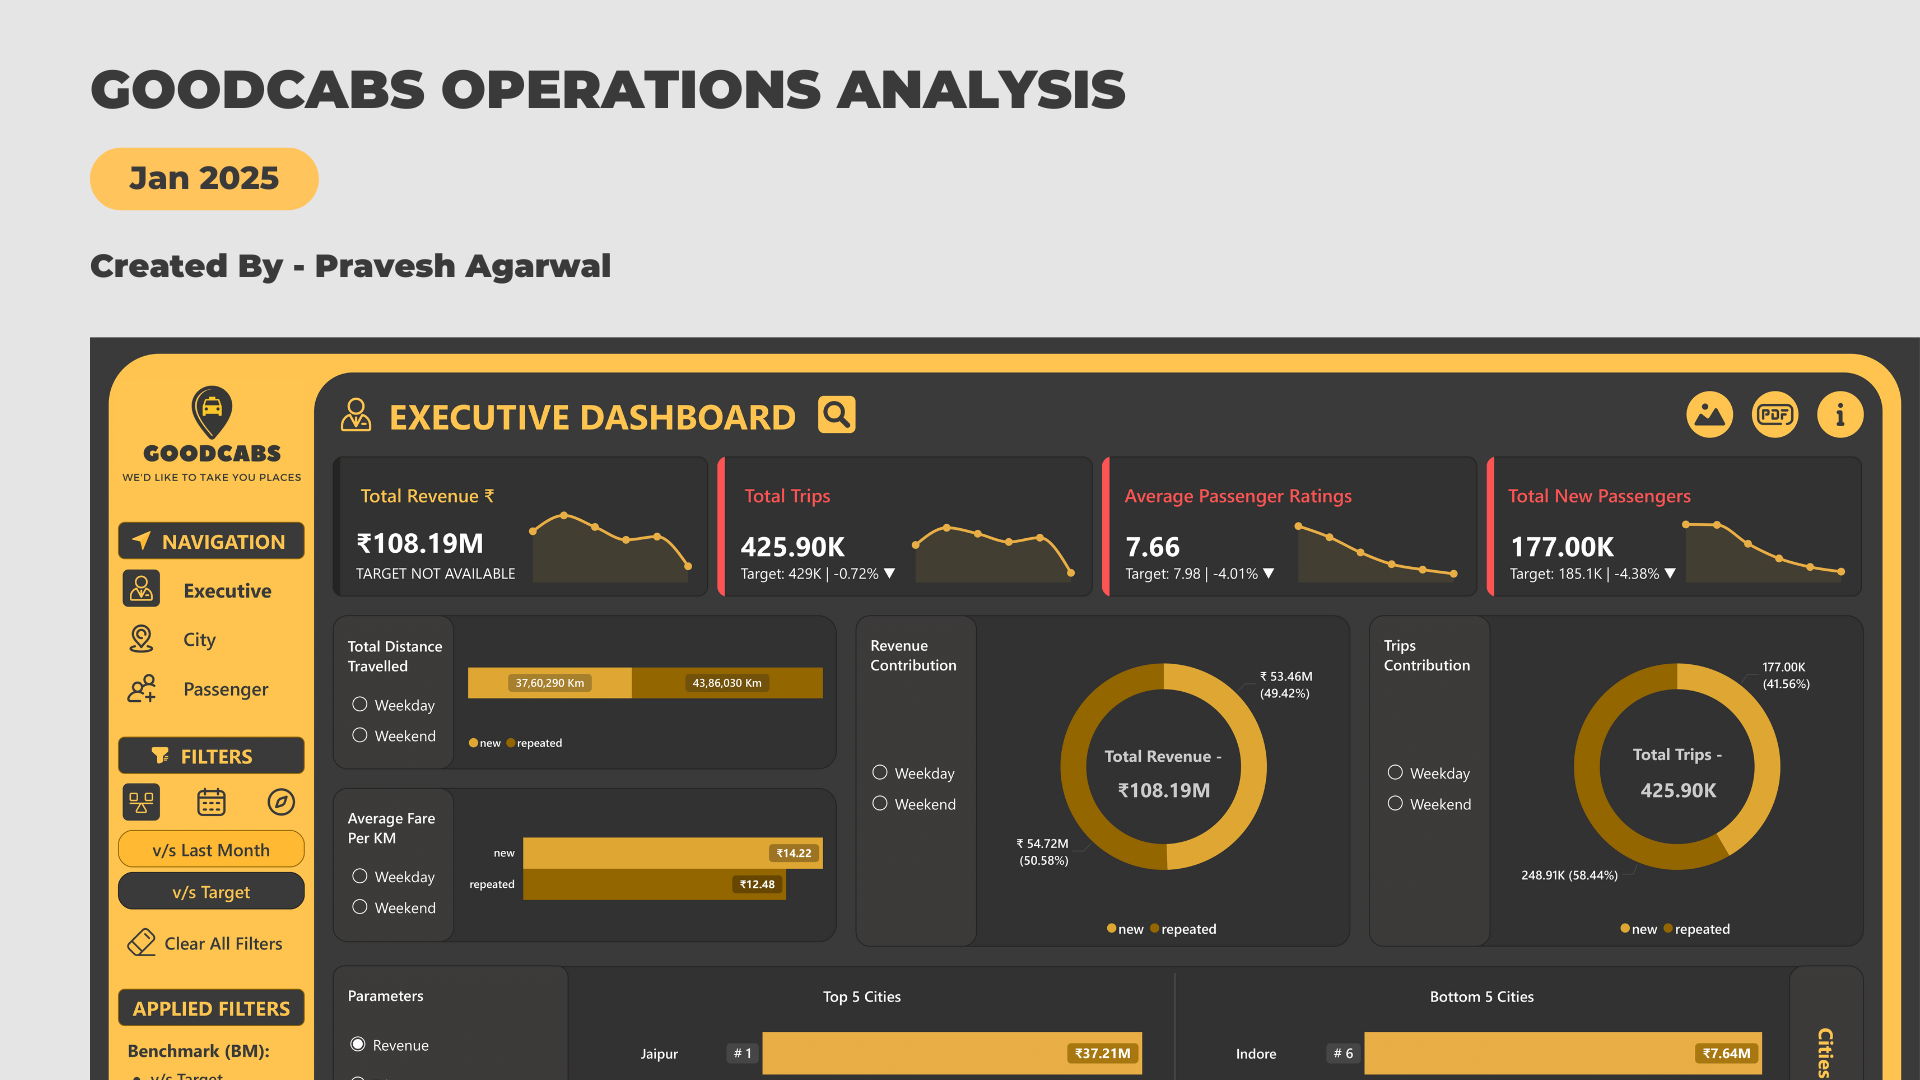 GOODCABS OPERATIONS ANALYSIS
Jan 2025
Created By - Pravesh Agarwal
GOODCABS
WE'D LIKE TO TAKE YOU PLACES
NAVIGATION
Executive
City
Passenger
FILTERS
v/s Last Month
v/s Target
Clear All Filters
APPLIED FILTERS
Benchmark (BM):
• v/s Target
EXECUTIVE DASHBOARD
PDF
i
Total Revenue ₹
₹108.19M
TARGET NOT AVAILABLE
Total Trips
425.90K
Target: 429K | -0.72% ▼
Average Passenger Ratings
7.66
Target: 7.98 | -4.01% ▼
Total New Passengers
177.00K
Target: 185.1K | -4.38% ▼
Total Distance
Travelled
Weekday
Weekend
37,60,290 Km
43,86,030 Km
new repeated
Average Fare
Per KM
Weekday
Weekend
new
₹14.22
repeated
₹12.48
Revenue
Contribution
Weekday
Weekend
₹ 53.46M
(49.42%)
Total Revenue -
₹108.19M
₹ 54.72M
(50.58%)
new repeated
Trips
Contribution
Weekday
Weekend
177.00K
(41.56%)
Total Trips -
425.90K
248.91K (58.44%)
new repeated
Parameters
Revenue
Top 5 Cities
Jaipur # 1 ₹37.21M
Bottom 5 Cities
Indore # 6 ₹7.64M
Cities